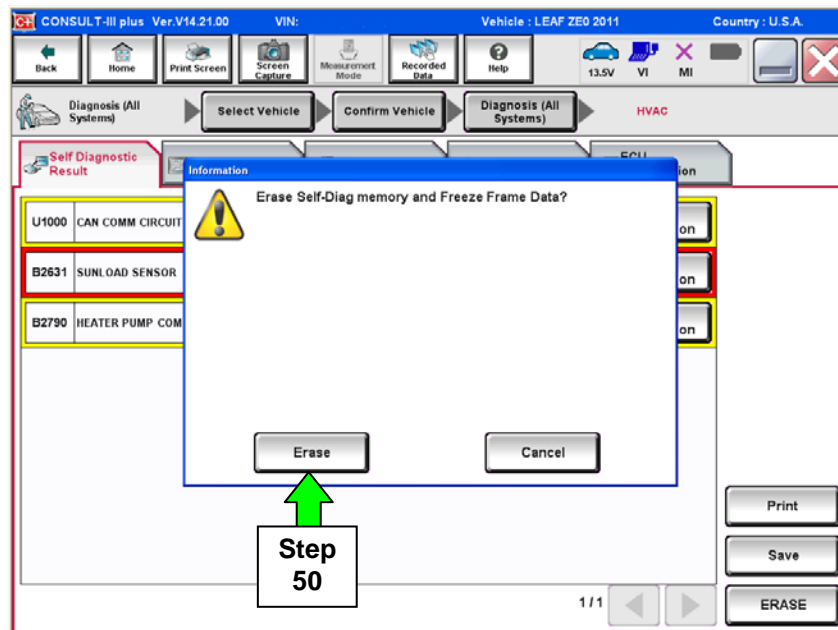 CONSULT-III plus Ver.V14.21.00 VIN: Vehicle : LEAF ZE0 2011 Country : U.S.A.
Back
Home
Print Screen
Screen
Capture
Measurement
Mode
Recorded
Data
Help
13.5V
VI
MI
Diagnosis (All
Systems)
Select Vehicle
Confirm Vehicle
Diagnosis (All
Systems)
HVAC
Self Diagnostic
Result
Information
Erase Self-Diag memory and Freeze Frame Data?
U1000 CAN COMM CIRCUIT
B2631 SUNLOAD SENSOR
B2790 HEATER PUMP COM
Erase
Cancel
Step
50
Print
Save
1/1
ERASE